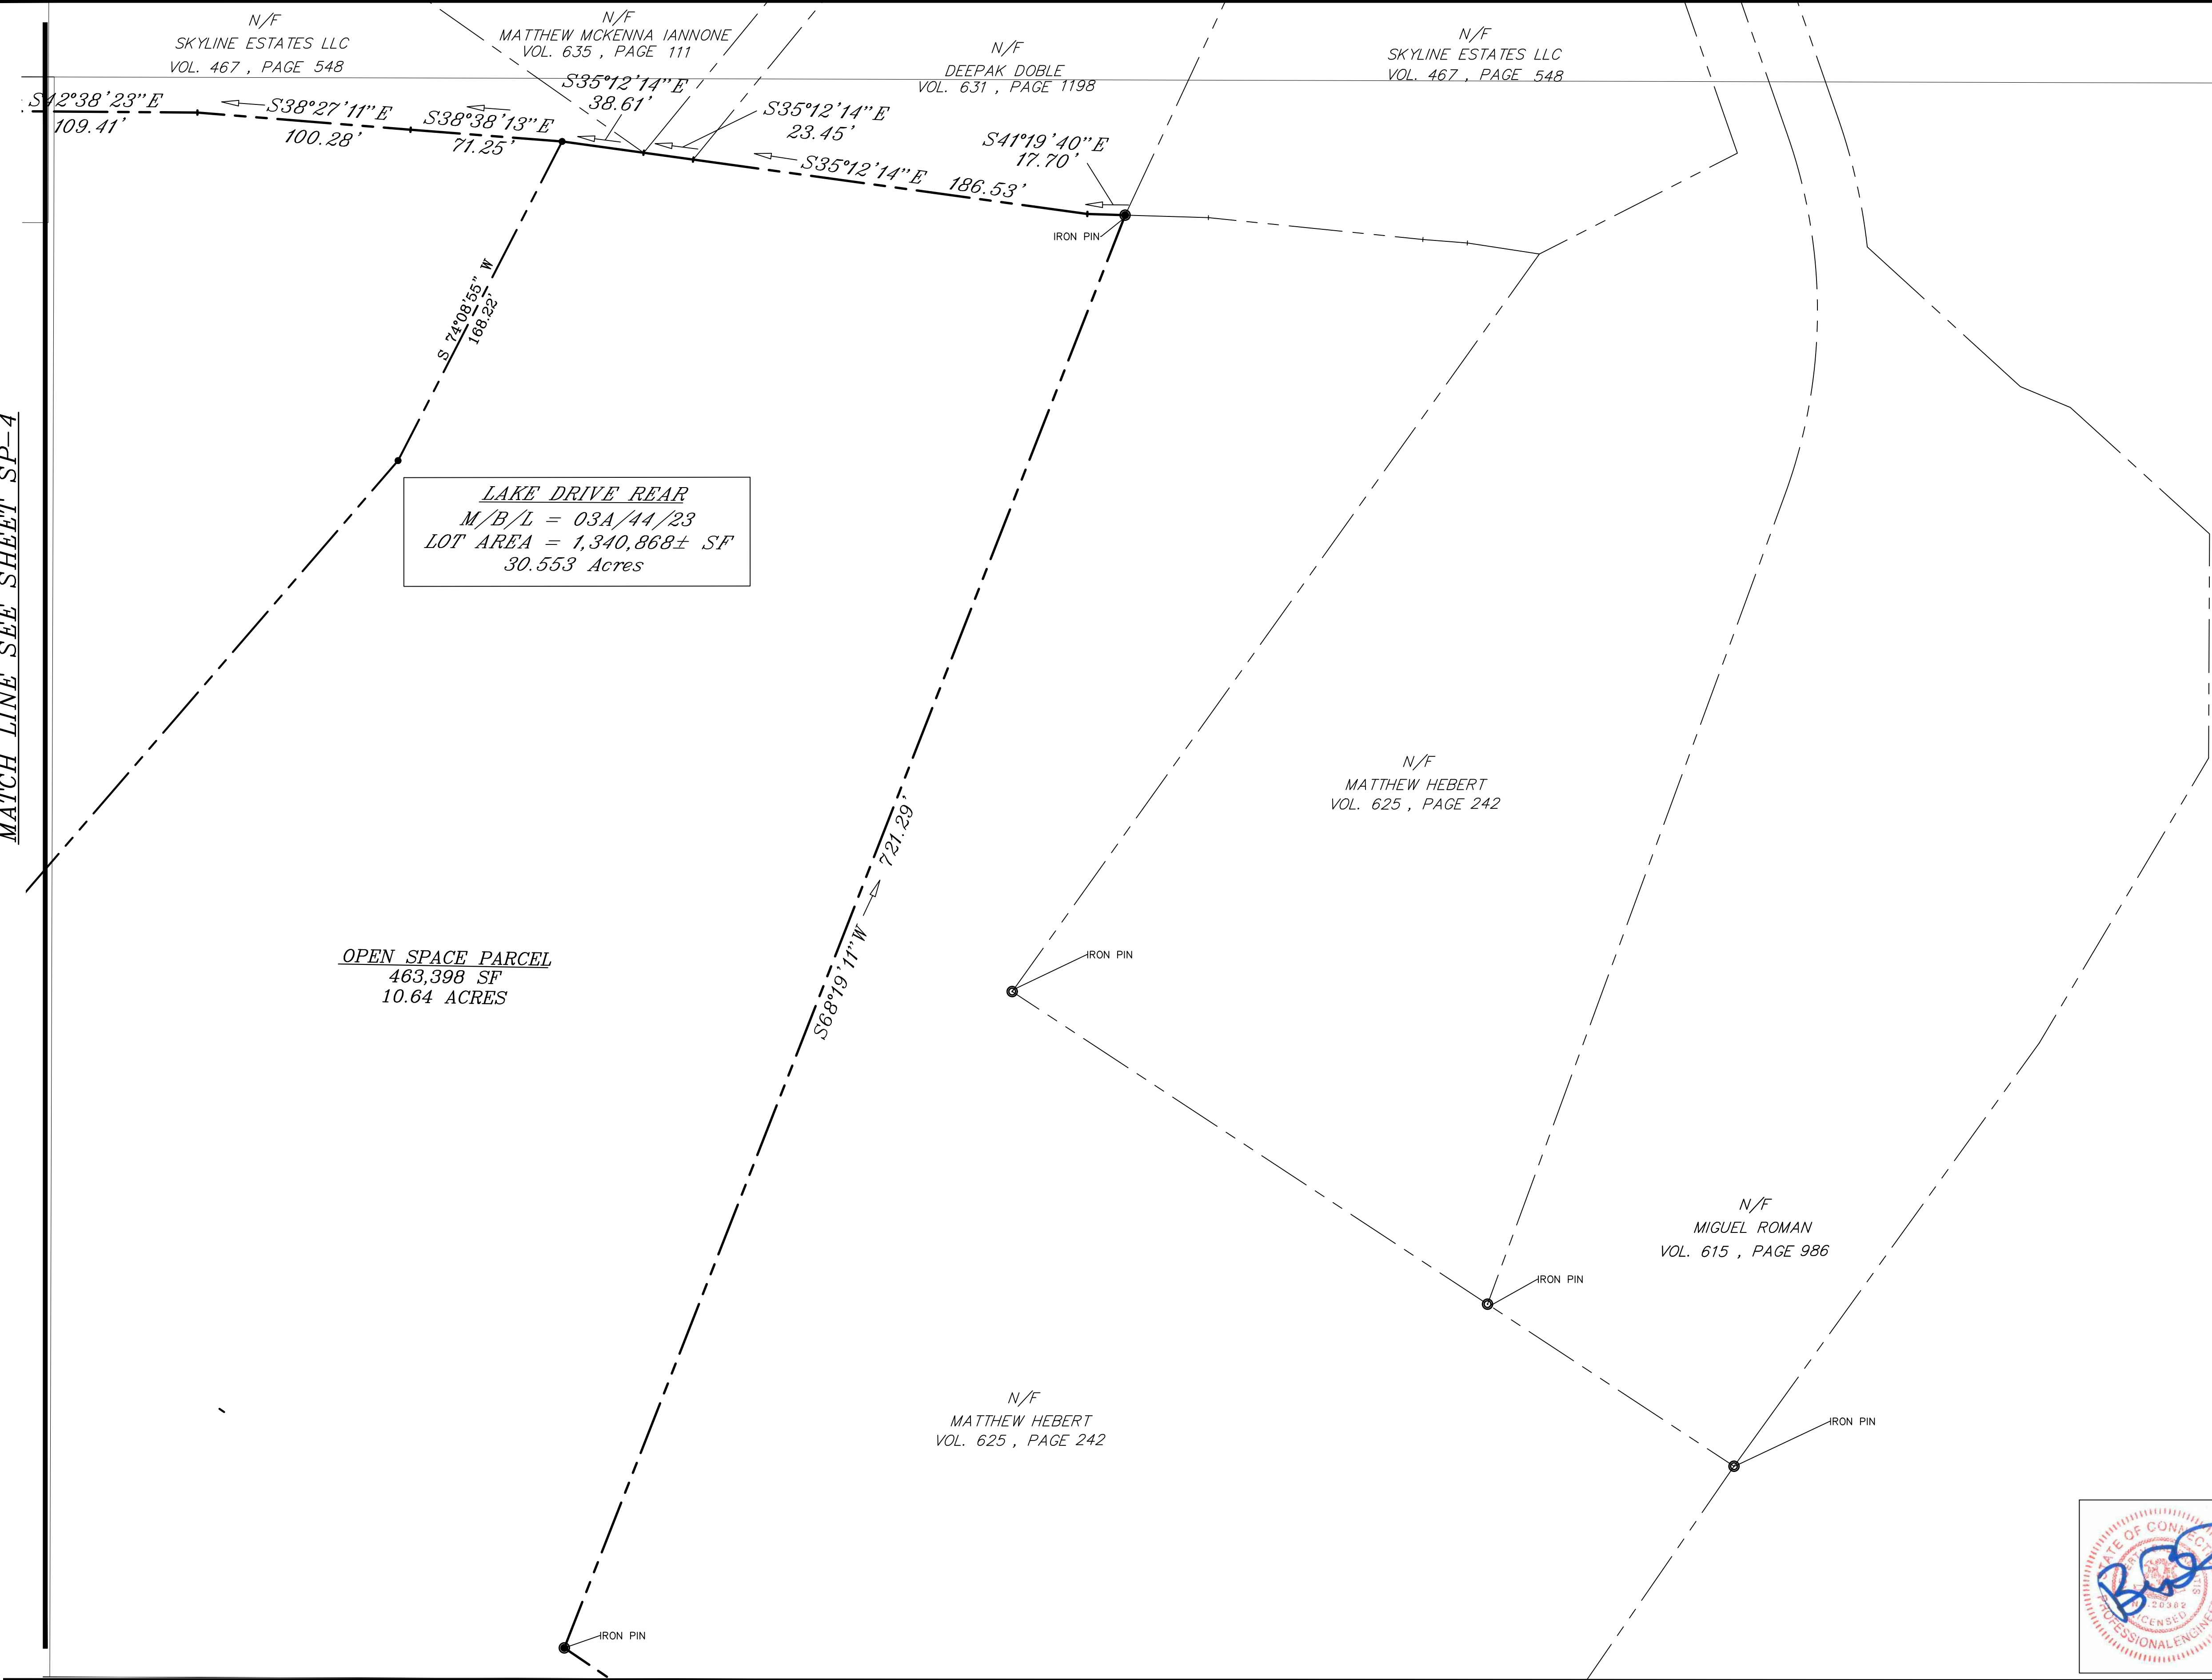 N/F
SKYLINE ESTATES LLC
VOL. 467 , PAGE 548
N/F
MATTHEW MCKENNA IANNONE
VOL. 635 , PAGE 111
N/F
DEEPAK DOBLE
VOL. 631 , PAGE 1198
N/F
SKYLINE ESTATES LLC
VOL. 467 , PAGE 548
S42°38'23"E
109.41'
S38°27'11"E
100.28'
S38°38'13"E
71.25'
S35°12'14"E
38.61'
S35°12'14"E
23.45'
S35°12'14"E 186.53'
S41°19'40"E
17.70'
IRON PIN
S 74°08'55" W
168.22'
MATCH LINE SEE SHEET SP-4
LAKE DRIVE REAR
M/B/L = 03A/44/23
LOT AREA = 1,340,868± SF
30.553 Acres
S68°19'11"W 721.29'
N/F
MATTHEW HEBERT
VOL. 625 , PAGE 242
OPEN SPACE PARCEL
463,398 SF
10.64 ACRES
IRON PIN
N/F
MIGUEL ROMAN
VOL. 615 , PAGE 986
IRON PIN
N/F
MATTHEW HEBERT
VOL. 625 , PAGE 242
IRON PIN
IRON PIN
STATE OF CONNECTI
LICENSED
PROFESSIONAL ENGINE